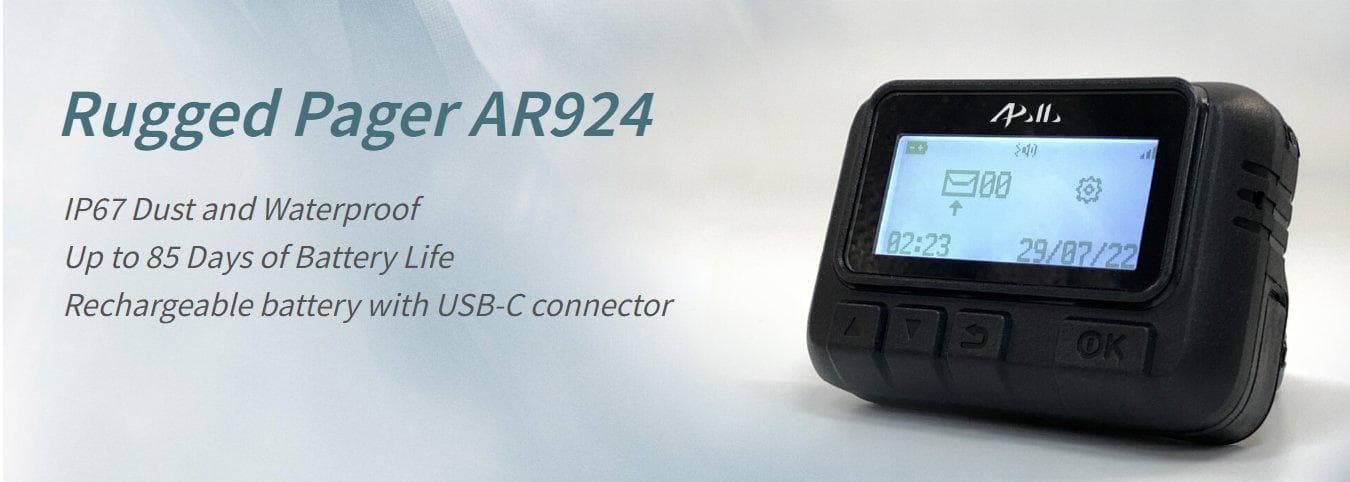 Rugged Pager AR924
IP67 Dust and Waterproof
Up to 85 Days of Battery Life
Rechargeable battery with USB-C connector
00
02:23
29/07/22
OK